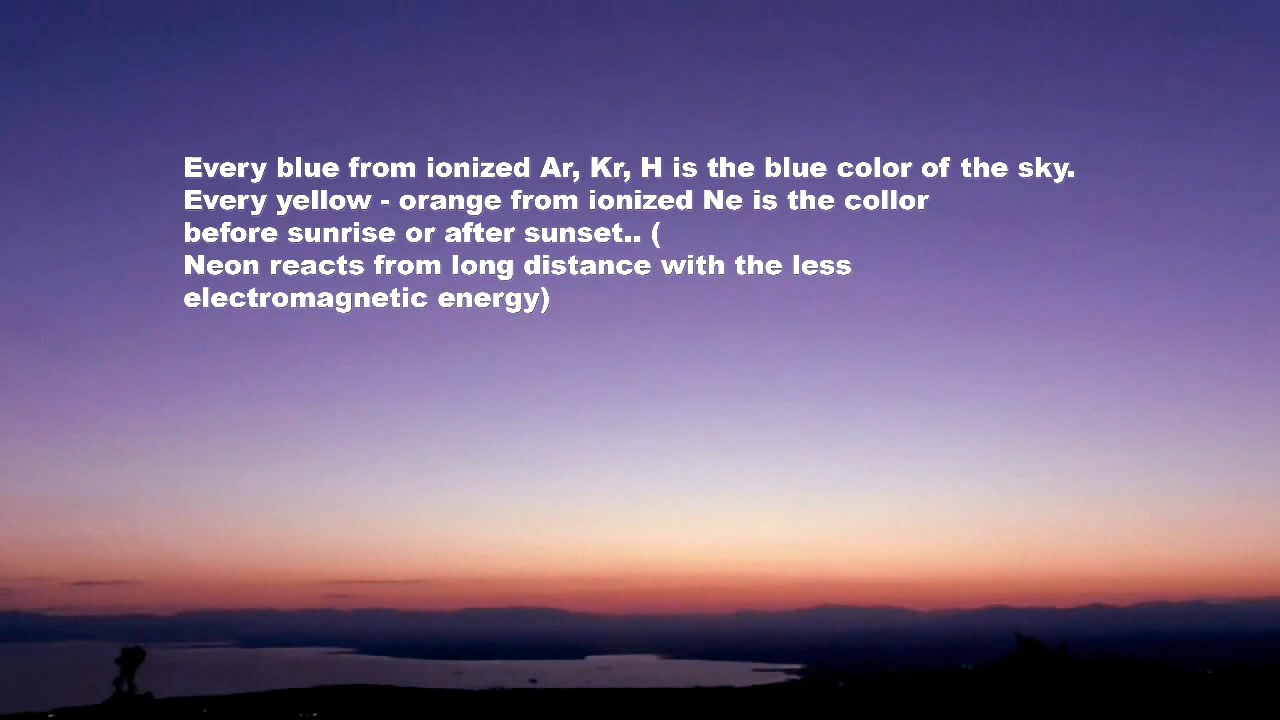 Every blue from ionized Ar, Kr, H is the blue color of the sky.
Every yellow - orange from ionized Ne is the collor
before sunrise or after sunset.. (
Neon reacts from long distance with the less
electromagnetic energy)